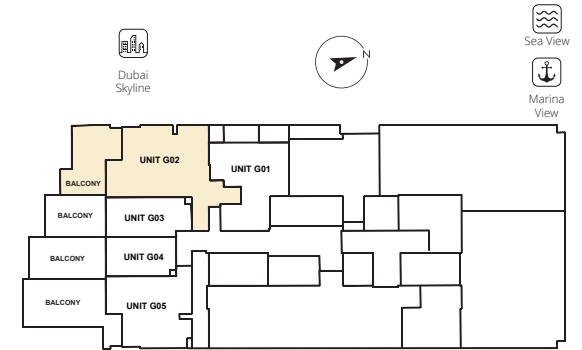 Sea View
N
Dubai
Skyline
Marina
View
UNIT G02
UNIT G01
BALCONY
BALCONY
UNIT G03
BALCONY
UNIT G04
BALCONY
UNIT G05